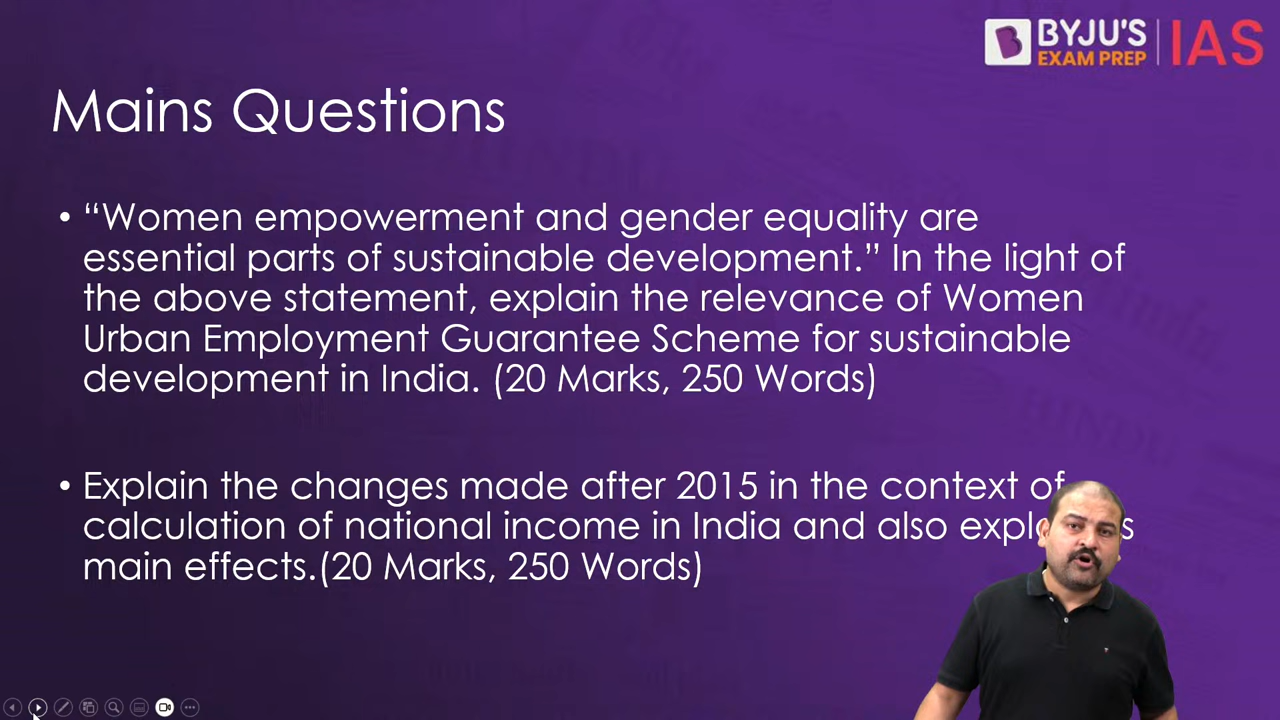 BYJU'S
EXAM PREP
IAS
Mains Questions
• “Women empowerment and gender equality are
essential parts of sustainable development.” In the light of
the above statement, explain the relevance of Women
Urban Employment Guarantee Scheme for sustainable
development in India. (20 Marks, 250 Words)
• Explain the changes made after 2015 in the context of
calculation of national income in India and also
main effects.(20 Marks, 250 Words)